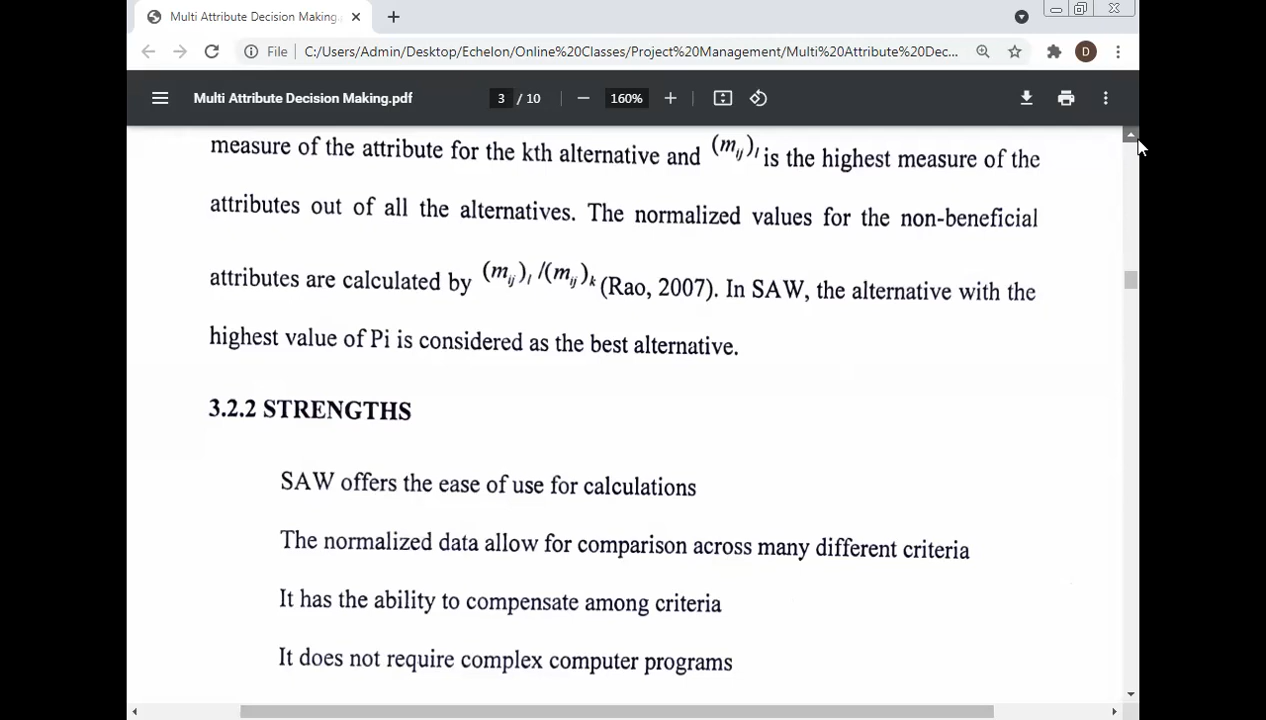 Multi Attribute Decision Making.
File C:/Users/Admin/Desktop/Echelon/Online%20Classes/Project%20Management/Multi%20Attribute%20Dec... D
Multi Attribute Decision Making.pdf 3 / 10 160%
measure of the attribute for the kth alternative and (mij)l is the highest measure of the
attributes out of all the alternatives. The normalized values for the non-beneficial
attributes are calculated by (mij)l /(mij)k (Rao, 2007). In SAW, the alternative with the
highest value of Pi is considered as the best alternative.
3.2.2 STRENGTHS
SAW offers the ease of use for calculations
The normalized data allow for comparison across many different criteria
It has the ability to compensate among criteria
It does not require complex computer programs